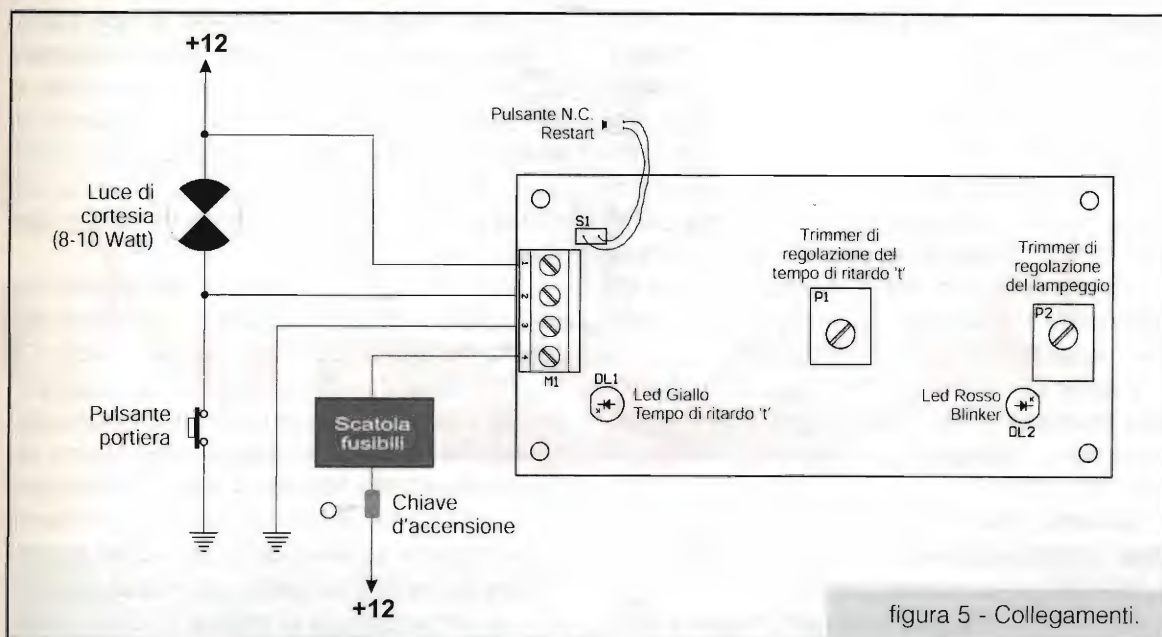 +12
Pulsante N.C.
Restart
Luce di
cortesia
(8-10 Watt)
S1
1
2
3
4
M1
Trimmer di
regolazione del
tempo di ritardo 't'
P1
Trimmer di
regolazione
del lampeggio
P2
DL1
Led Giallo
Tempo di ritardo 't'
Led Rosso
Blinker
DL2
Pulsante
portiera
Scatola
fusibili
Chiave
d'accensione
+12
figura 5 - Collegamenti.